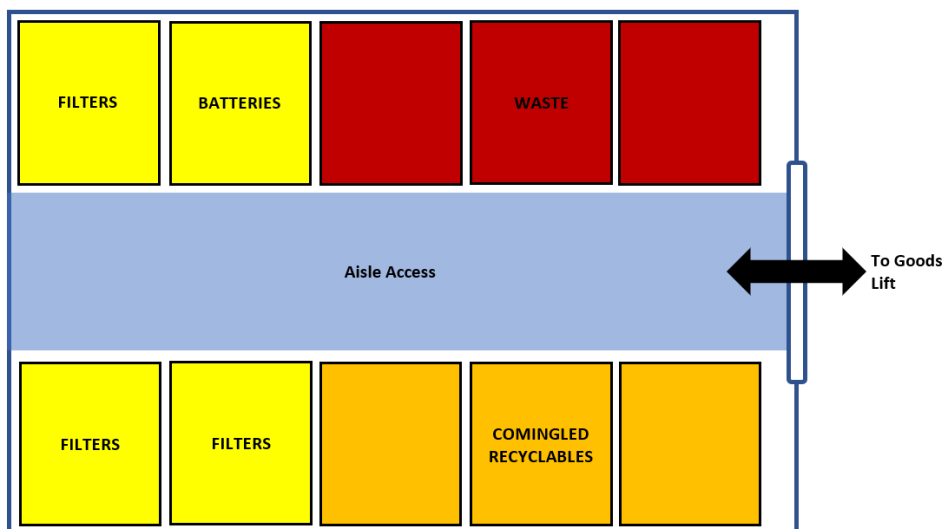 FILTERS
BATTERIES
WASTE
Aisle Access
To Goods
Lift
FILTERS
FILTERS
COMINGLED
RECYCLABLES